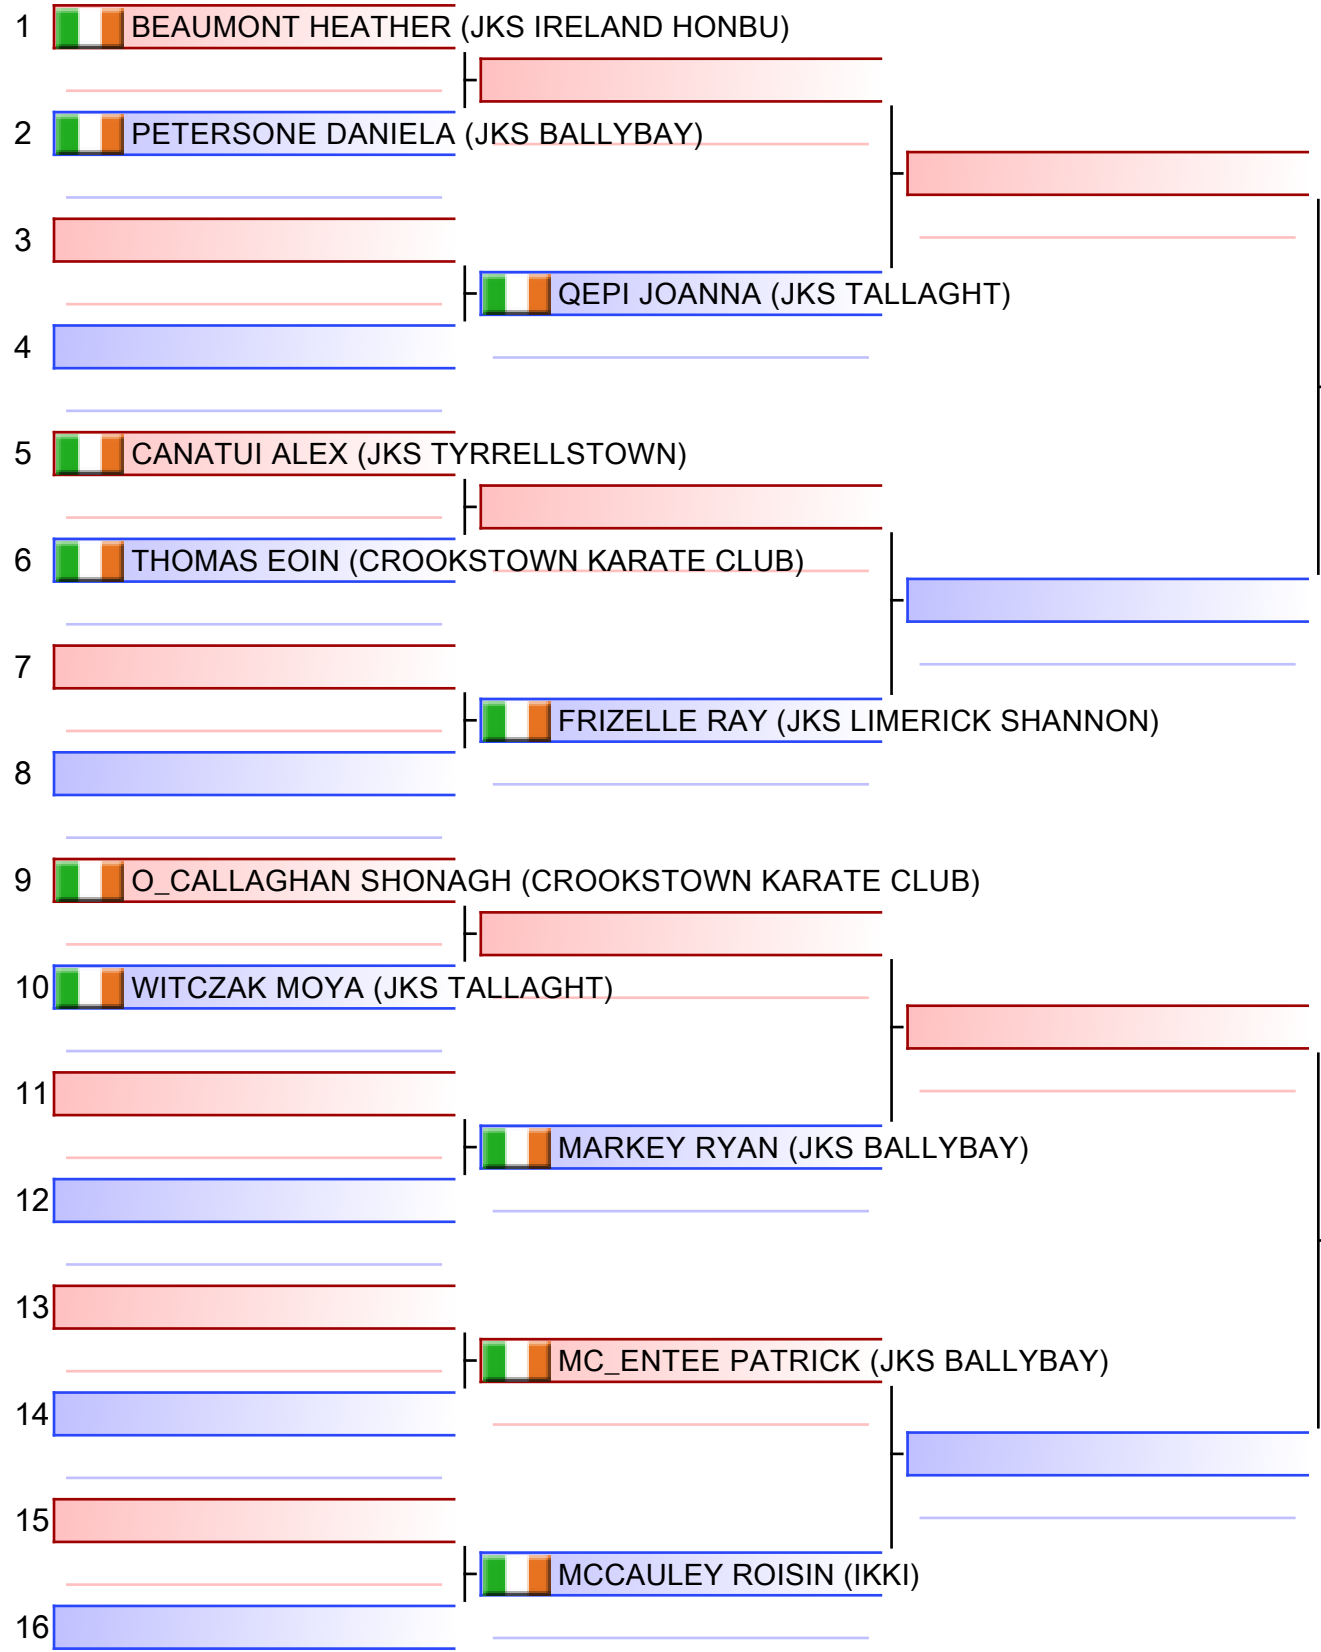 1 BEAUMONT HEATHER (JKS IRELAND HONBU)
2 PETERSONE DANIELA (JKS BALLYBAY)
3
QEPI JOANNA (JKS TALLAGHT)
4
5 CANATUI ALEX (JKS TYRRELLSTOWN)
6 THOMAS EOIN (CROOKSTOWN KARATE CLUB)
7
FRIZELLE RAY (JKS LIMERICK SHANNON)
8
9 O_CALLAGHAN SHONAGH (CROOKSTOWN KARATE CLUB)
10 WITCZAK MOYA (JKS TALLAGHT)
11
MARKEY RYAN (JKS BALLYBAY)
12
13
MC_ENTEE PATRICK (JKS BALLYBAY)
14
15
MCCAULEY ROISIN (IKKI)
16